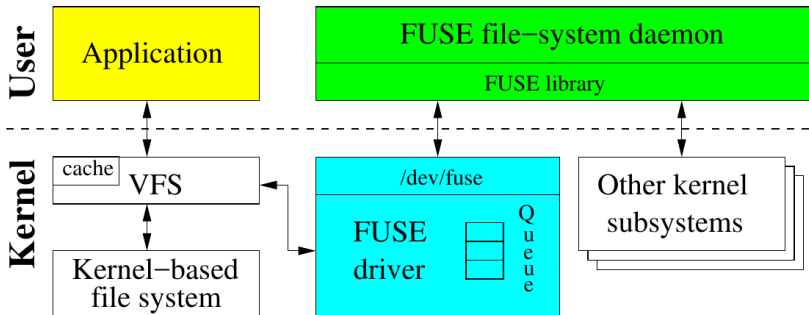 User
Application
FUSE file−system daemon
FUSE library
Kernel
cache
VFS
Kernel−based
file system
/dev/fuse
FUSE
driver
Queue
Other kernel
subsystems